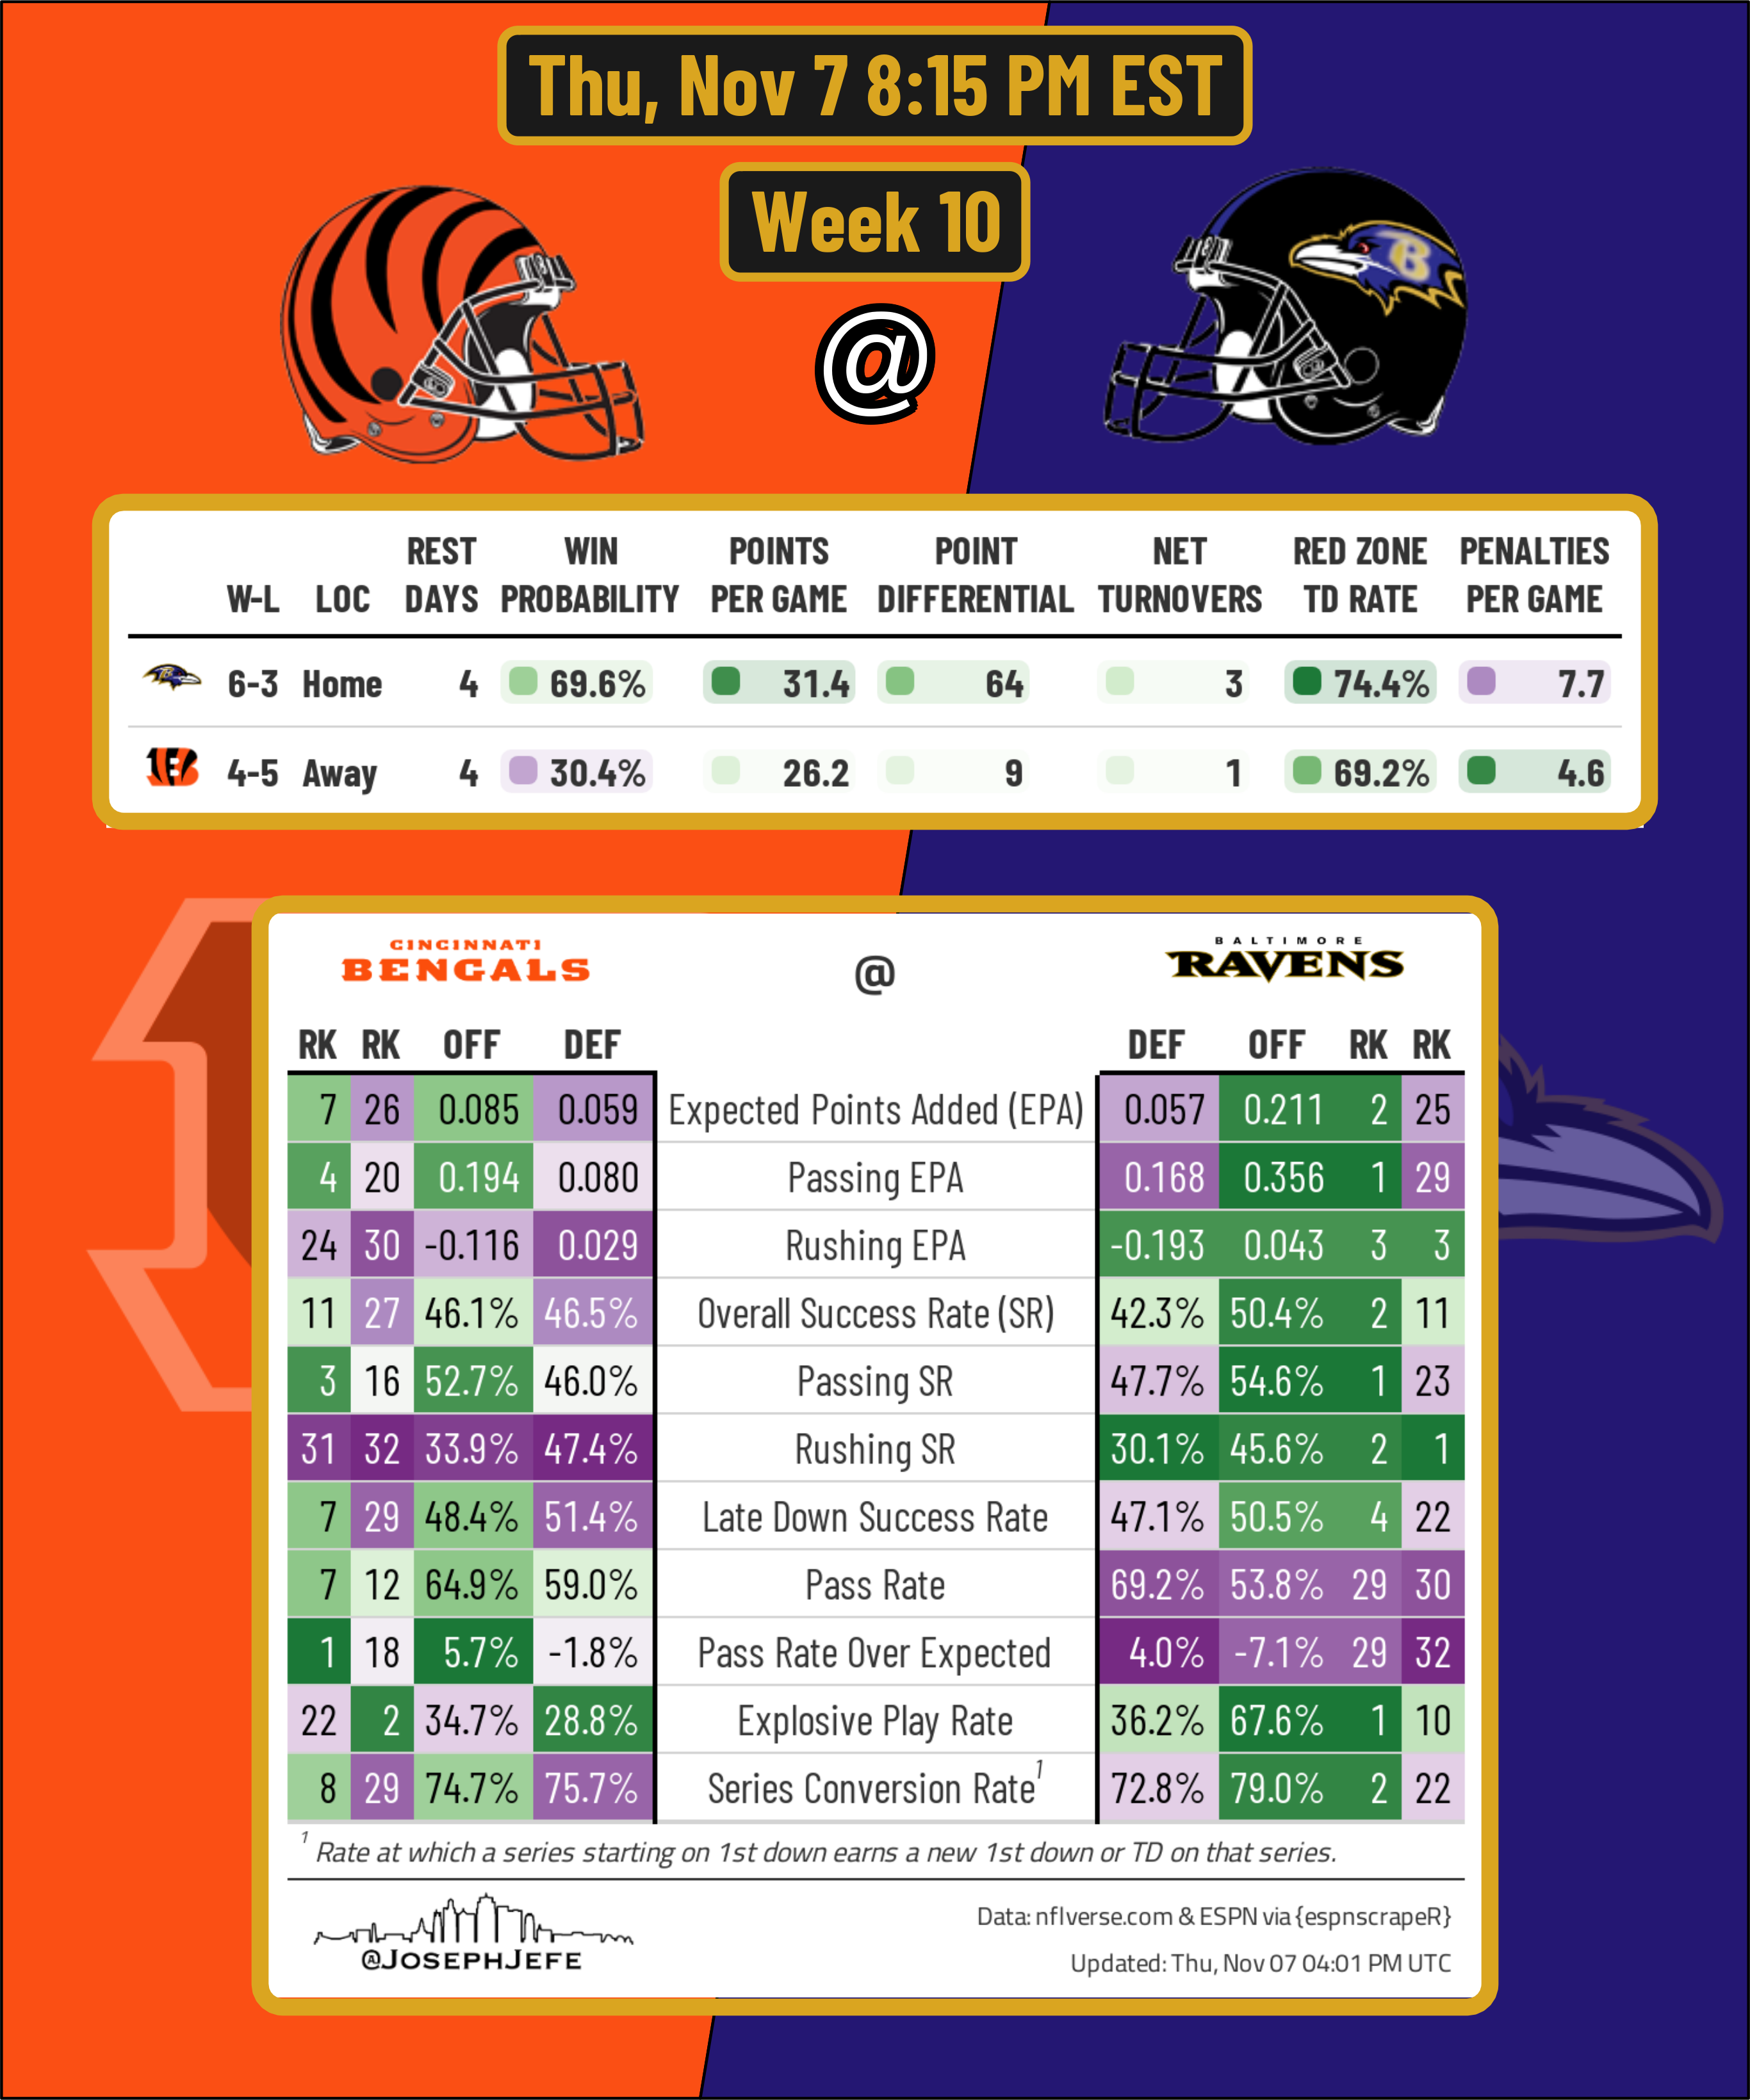 Thu, Nov 7 8:15 PM EST
Week 10
@
B
W-L LOC REST DAYS WIN PROBABILITY POINTS PER GAME POINT DIFFERENTIAL NET TURNOVERS RED ZONE TD RATE PENALTIES PER GAME
6-3 Home 4 69.6% 31.4 64 3 74.4% 7.7
4-5 Away 4 30.4% 26.2 9 1 69.2% 4.6
CINCINNATI BENGALS @ BALTIMORE RAVENS
RK RK OFF DEF DEF OFF RK RK
7 26 0.085 0.059 Expected Points Added (EPA) 0.057 0.211 2 25
4 20 0.194 0.080 Passing EPA 0.168 0.356 1 29
24 30 -0.116 0.029 Rushing EPA -0.193 0.043 3 3
11 27 46.1% 46.5% Overall Success Rate (SR) 42.3% 50.4% 2 11
3 16 52.7% 46.0% Passing SR 47.7% 54.6% 1 23
31 32 33.9% 47.4% Rushing SR 30.1% 45.6% 2 1
7 29 48.4% 51.4% Late Down Success Rate 47.1% 50.5% 4 22
7 12 64.9% 59.0% Pass Rate 69.2% 53.8% 29 30
1 18 5.7% -1.8% Pass Rate Over Expected 4.0% -7.1% 29 32
22 2 34.7% 28.8% Explosive Play Rate 36.2% 67.6% 1 10
8 29 74.7% 75.7% Series Conversion Rate1 72.8% 79.0% 2 22
1 Rate at which a series starting on 1st down earns a new 1st down or TD on that series.
@JOSEPHJEFE
Data: nflverse.com & ESPN via {espnscrapeR}
Updated: Thu, Nov 07 04:01 PM UTC